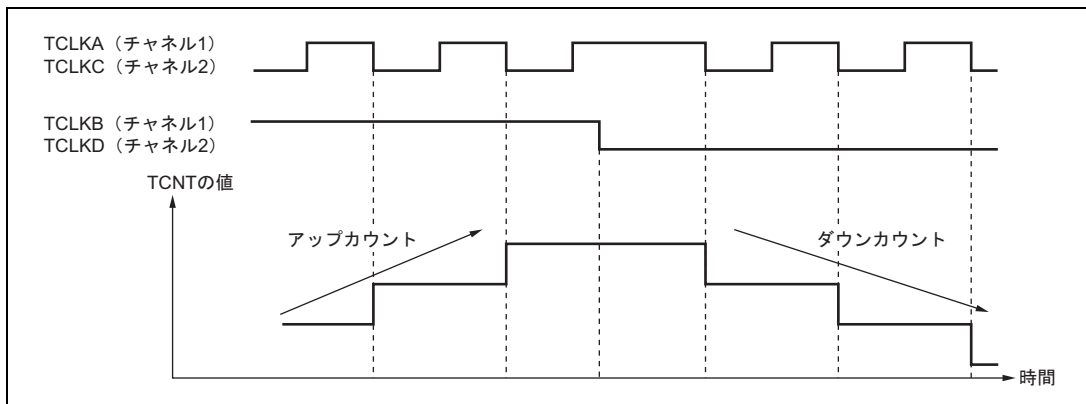 TCLKA（チャネル1）
TCLKC（チャネル2）
TCLKB（チャネル1）
TCLKD（チャネル2）
TCNTの値
アップカウント
ダウンカウント
時間